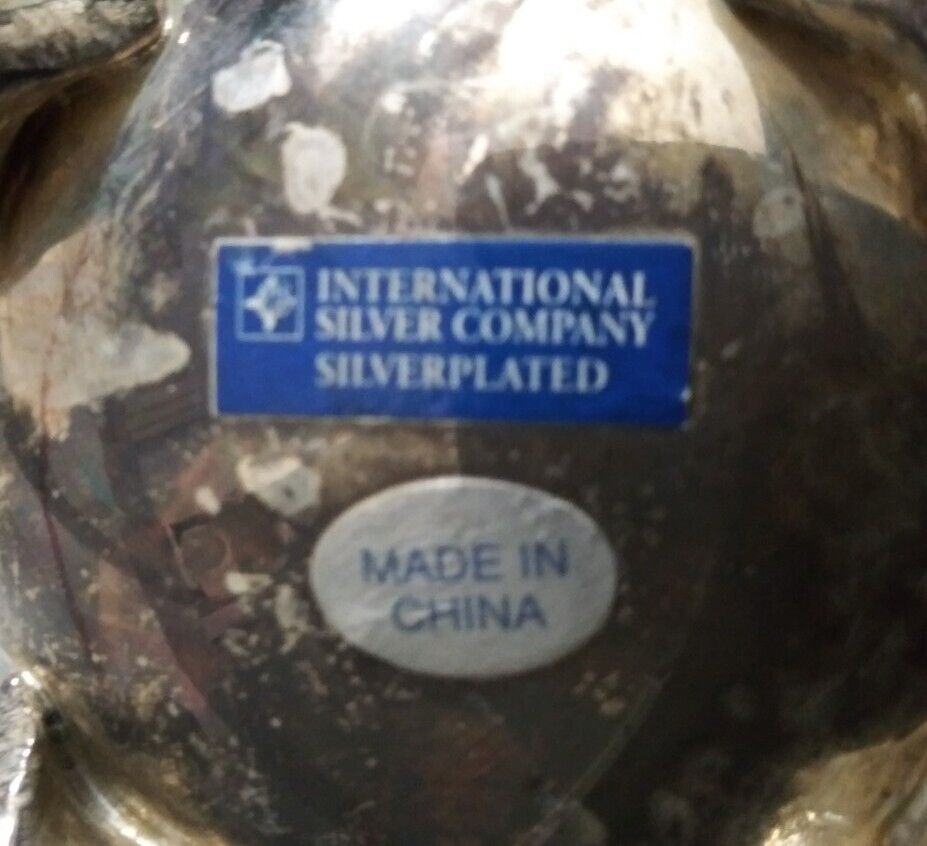 INTERNATIONAL
SILVER COMPANY
SILVERPLATED
MADE IN
CHINA